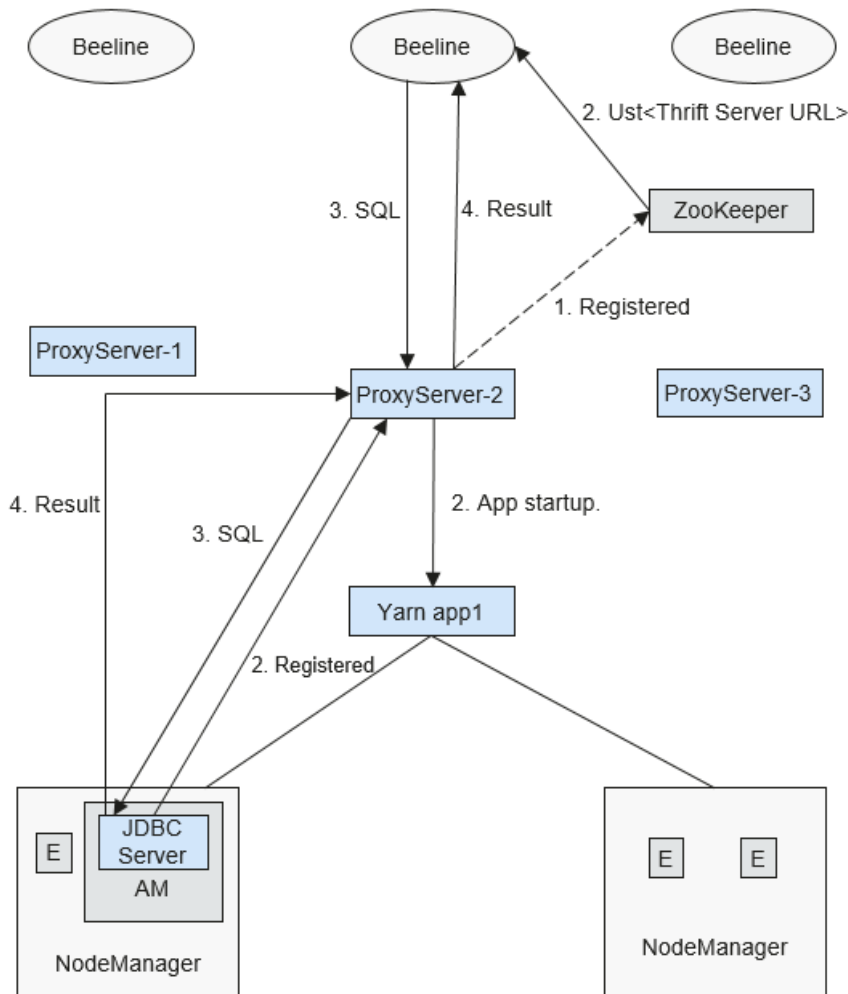 Beeline
Beeline
Beeline
2. Ust<Thrift Server URL>
3. SQL
4. Result
ZooKeeper
1. Registered
ProxyServer-1
ProxyServer-2
ProxyServer-3
4. Result
3. SQL
2. App startup.
Yarn app1
2. Registered
E
JDBC
Server
AM
NodeManager
E
E
NodeManager